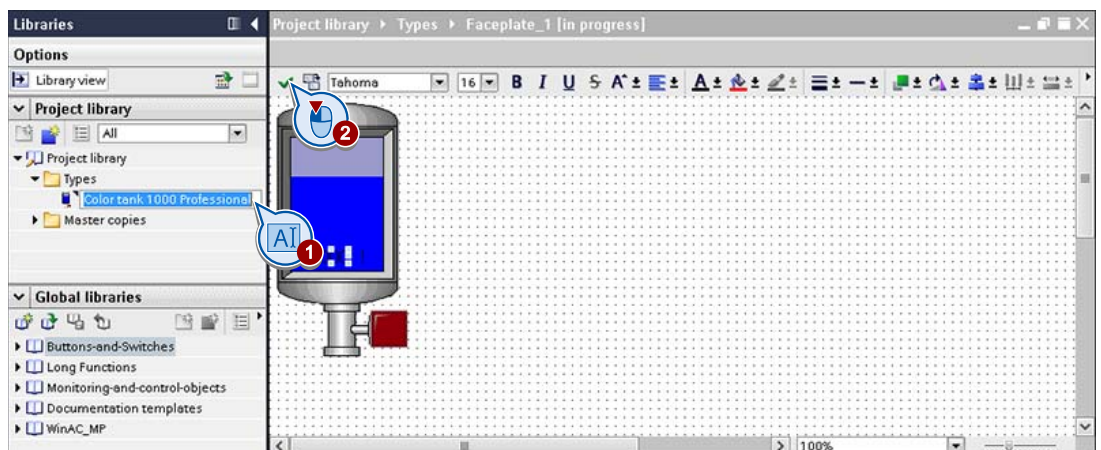 Libraries
Project library ▸ Types ▸ Faceplate_1 [in progress]
Options
Library view
Tahoma
16
B I U S A A
Project library
All
2
Project library
Types
Color tank 1000 Professional
Master copies
AI
1
Global libraries
Buttons-and-Switches
Long Functions
Monitoring-and-control-objects
Documentation templates
WinAC_MP
100%